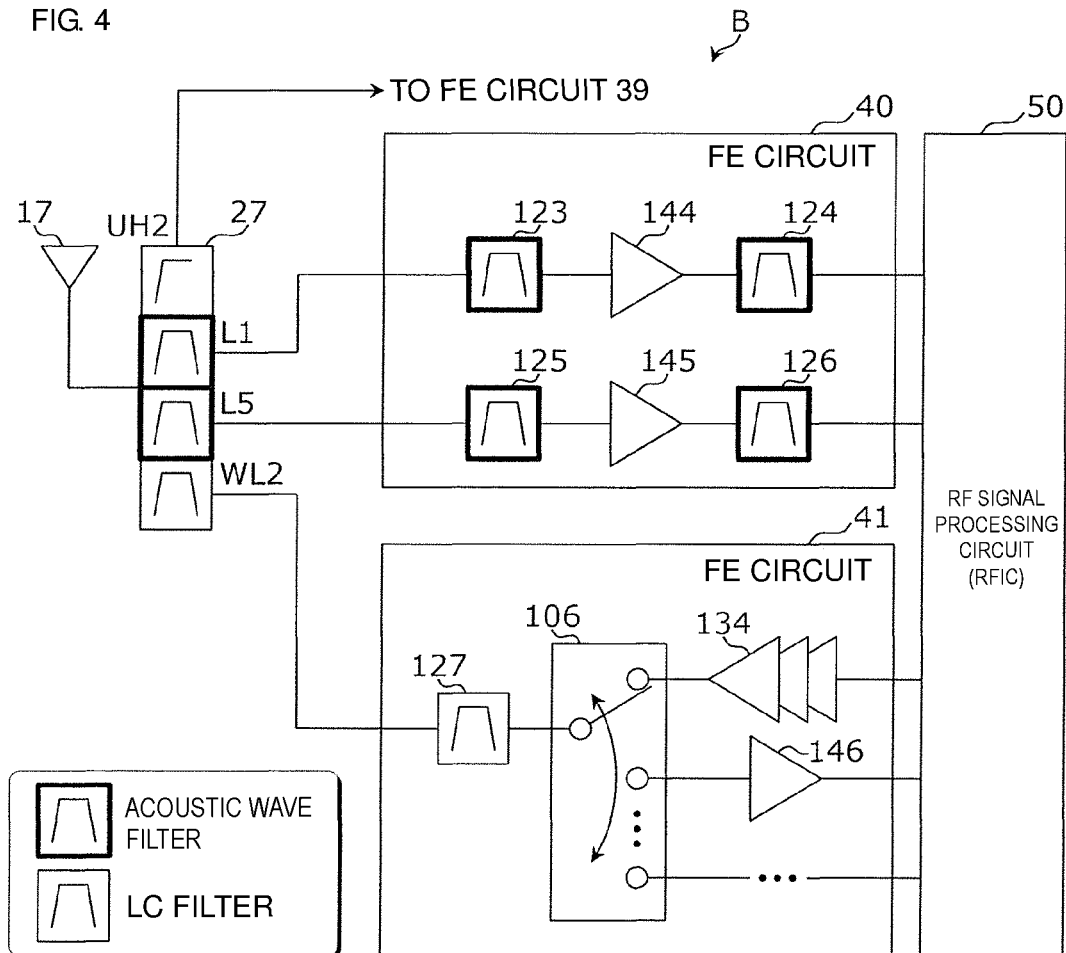 FIG. 4
B
TO FE CIRCUIT 39
40
50
FE CIRCUIT
17
UH2
27
123
144
124
L1
125
145
126
L5
WL2
41
FE CIRCUIT
RF SIGNAL
PROCESSING
CIRCUIT
(RFIC)
106
134
127
146
•••
ACOUSTIC WAVE
FILTER
LC FILTER